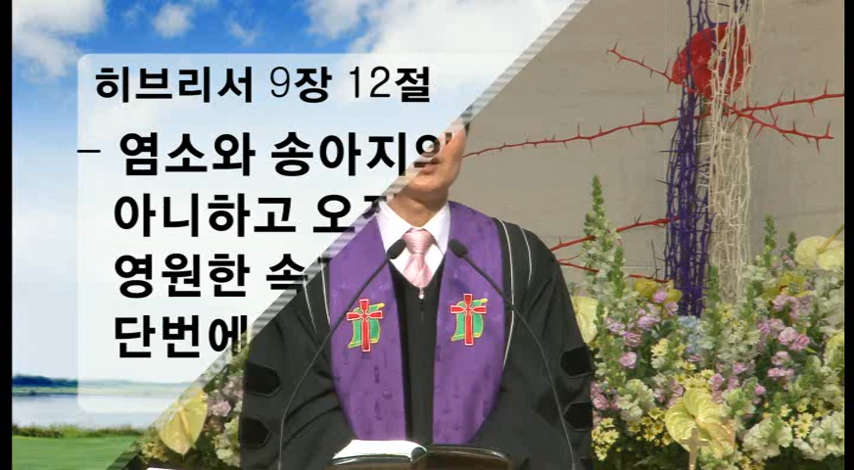 히브리서 9장 12절
- 염소와 송아지의
아니하고 오직
영원한
단번에